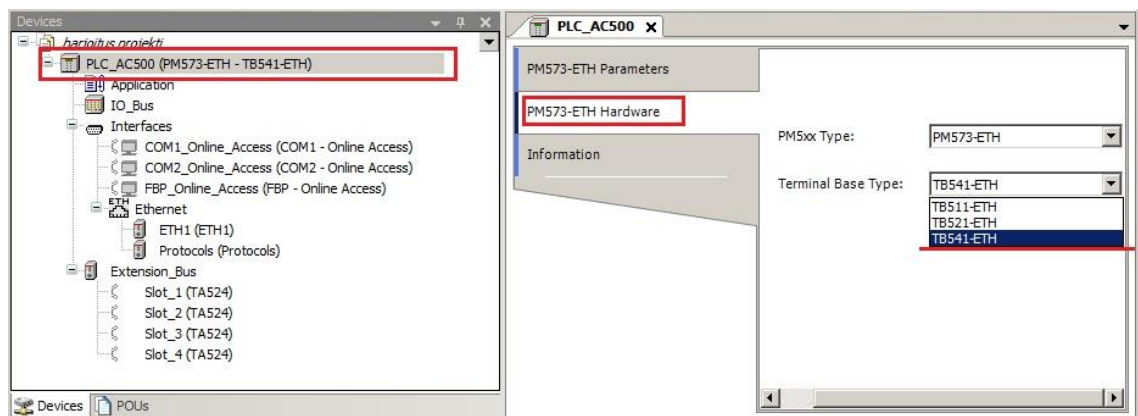 Devices
harjoitus projekti
PLC_AC500 (PM573-ETH - TB541-ETH)
Application
IO_Bus
Interfaces
COM1_Online_Access (COM1 - Online Access)
COM2_Online_Access (COM2 - Online Access)
FBP_Online_Access (FBP - Online Access)
ETH
Ethernet
ETH1 (ETH1)
Protocols (Protocols)
Extension_Bus
Slot_1 (TA524)
Slot_2 (TA524)
Slot_3 (TA524)
Slot_4 (TA524)
Devices
POUs
PLC_AC500
PM573-ETH Parameters
PM573-ETH Hardware
Information
PM5xx Type:
PM573-ETH
Terminal Base Type:
TB541-ETH
TB511-ETH
TB521-ETH
TB541-ETH